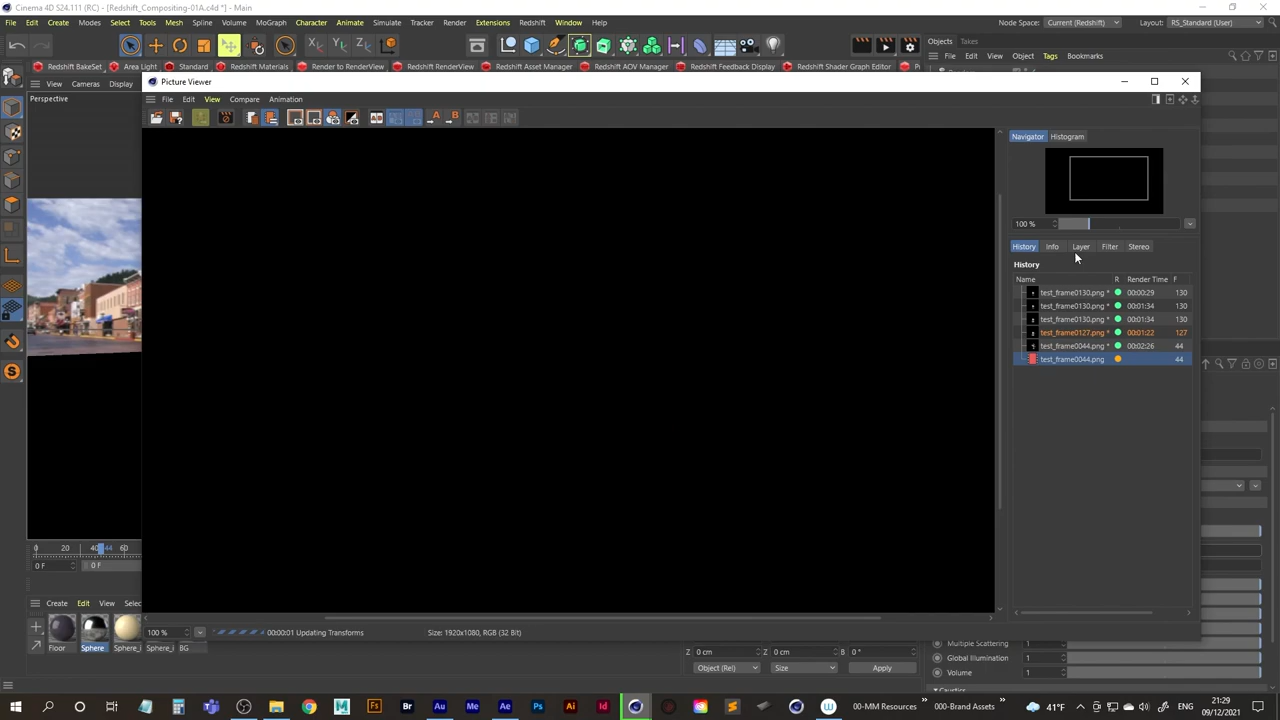 Cinema 4D S24.111 (RC) - [Redshift_Compositing-01A.c4d *] - Main
File Edit Create Modes Select Tools Mesh Spline Volume MoGraph Character Animate Simulate Tracker Render Extensions Redshift Window Help
Node Space: Current (Redshift) Layout: RS_Standard (User)
Objects Takes
File Edit View Object Tags Bookmarks
Redshift BakeSet Area Light Standard Redshift Materials Render to RenderView Redshift RenderView Redshift Asset Manager Redshift AOV Manager Redshift Feedback Display Redshift Shader Graph Editor
View Cameras Display
Perspective
Picture Viewer
File Edit View Compare Animation
Navigator Histogram
100 %
History Info Layer Filter Stereo
History
Name R Render Time F
test_frame0130.png * 00:00:29 130
test_frame0130.png * 00:01:34 130
test_frame0130.png * 00:01:34 130
test_frame0127.png * 00:01:22 127
test_frame0044.png * 00:02:26 44
test_frame0044.png 44
0 20 40 44 60
0 F 0 F
Create Edit View Selec
Floor Sphere Sphere_i Sphere_i BG
100 % 00:00:01 Updating Transforms Size: 1920x1080, RGB (32 Bit)
Z 0 cm Z 0 cm B 0 °
Object (Rel) Size Apply
Multiple Scattering 1
Global Illumination 1
Volume 1
Caustics
00-MM Resources 000-Brand Assets 41°F
21:29
09/12/2021